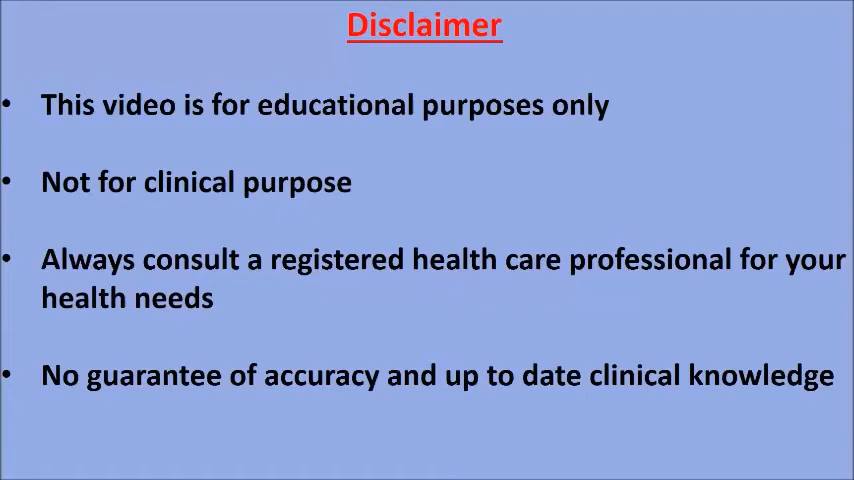 Disclaimer
• This video is for educational purposes only
• Not for clinical purpose
• Always consult a registered health care professional for your
health needs
• No guarantee of accuracy and up to date clinical knowledge